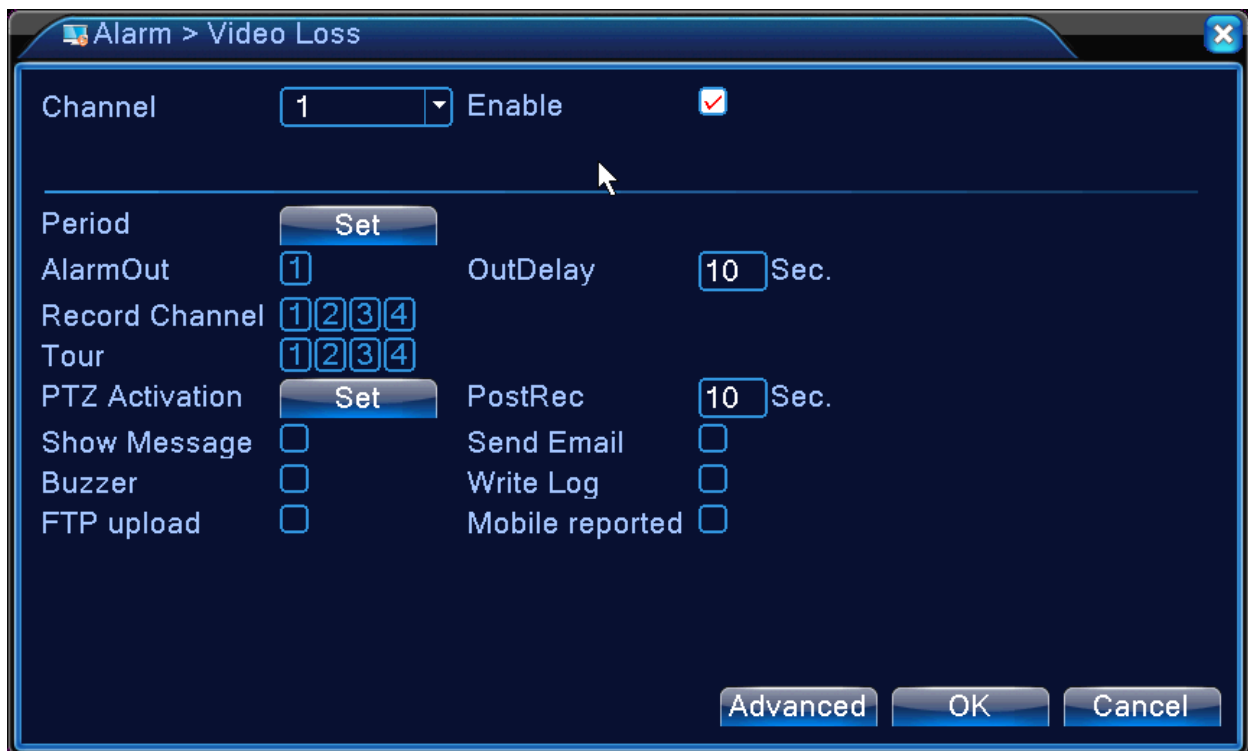 Alarm > Video Loss
Channel 1 Enable
Period Set
AlarmOut 1 OutDelay 10 Sec.
Record Channel 1 2 3 4
Tour 1 2 3 4
PTZ Activation Set PostRec 10 Sec.
Show Message Send Email
Buzzer Write Log
FTP upload Mobile reported
Advanced OK Cancel